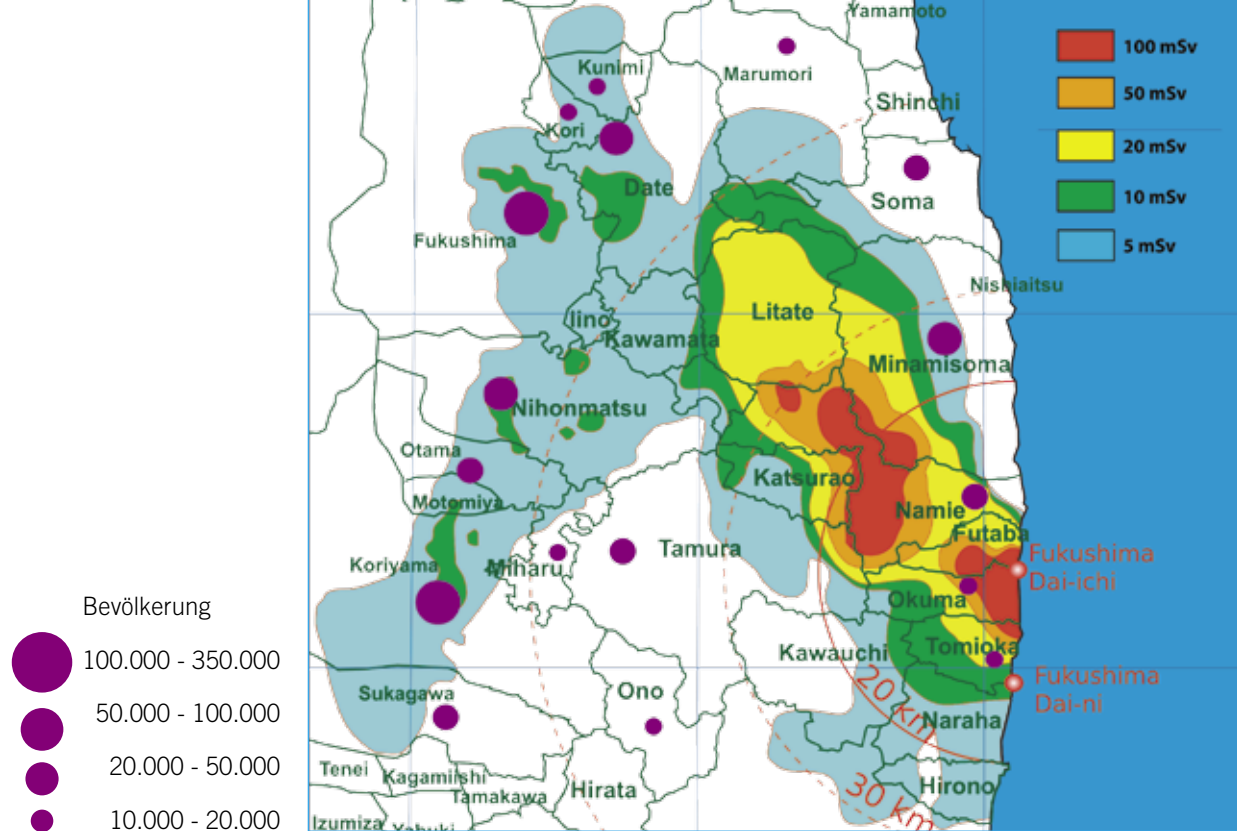 Yamamoto
Kunimi
Marumori
Shinchi
Kori
Date
Soma
Fukushima
Nishiaitsu
Litate
Iino
Kawamata
Minamisoma
Nihonmatsu
Otama
Katsurao
Motomiya
Namie
Futaba
Tamura
Koriyama
Miharu
Fukushima
Dai-ichi
Okuma
Tomioka
Kawauchi
Fukushima
Dai-ni
Ono
Sukagawa
20 km
Naraha
Tenei
Kagamiishi
Hirata
Hirono
Tamakawa
30 km
Izumiza
Yabuki
100 mSv
50 mSv
20 mSv
10 mSv
5 mSv
Bevölkerung
100.000 - 350.000
50.000 - 100.000
20.000 - 50.000
10.000 - 20.000